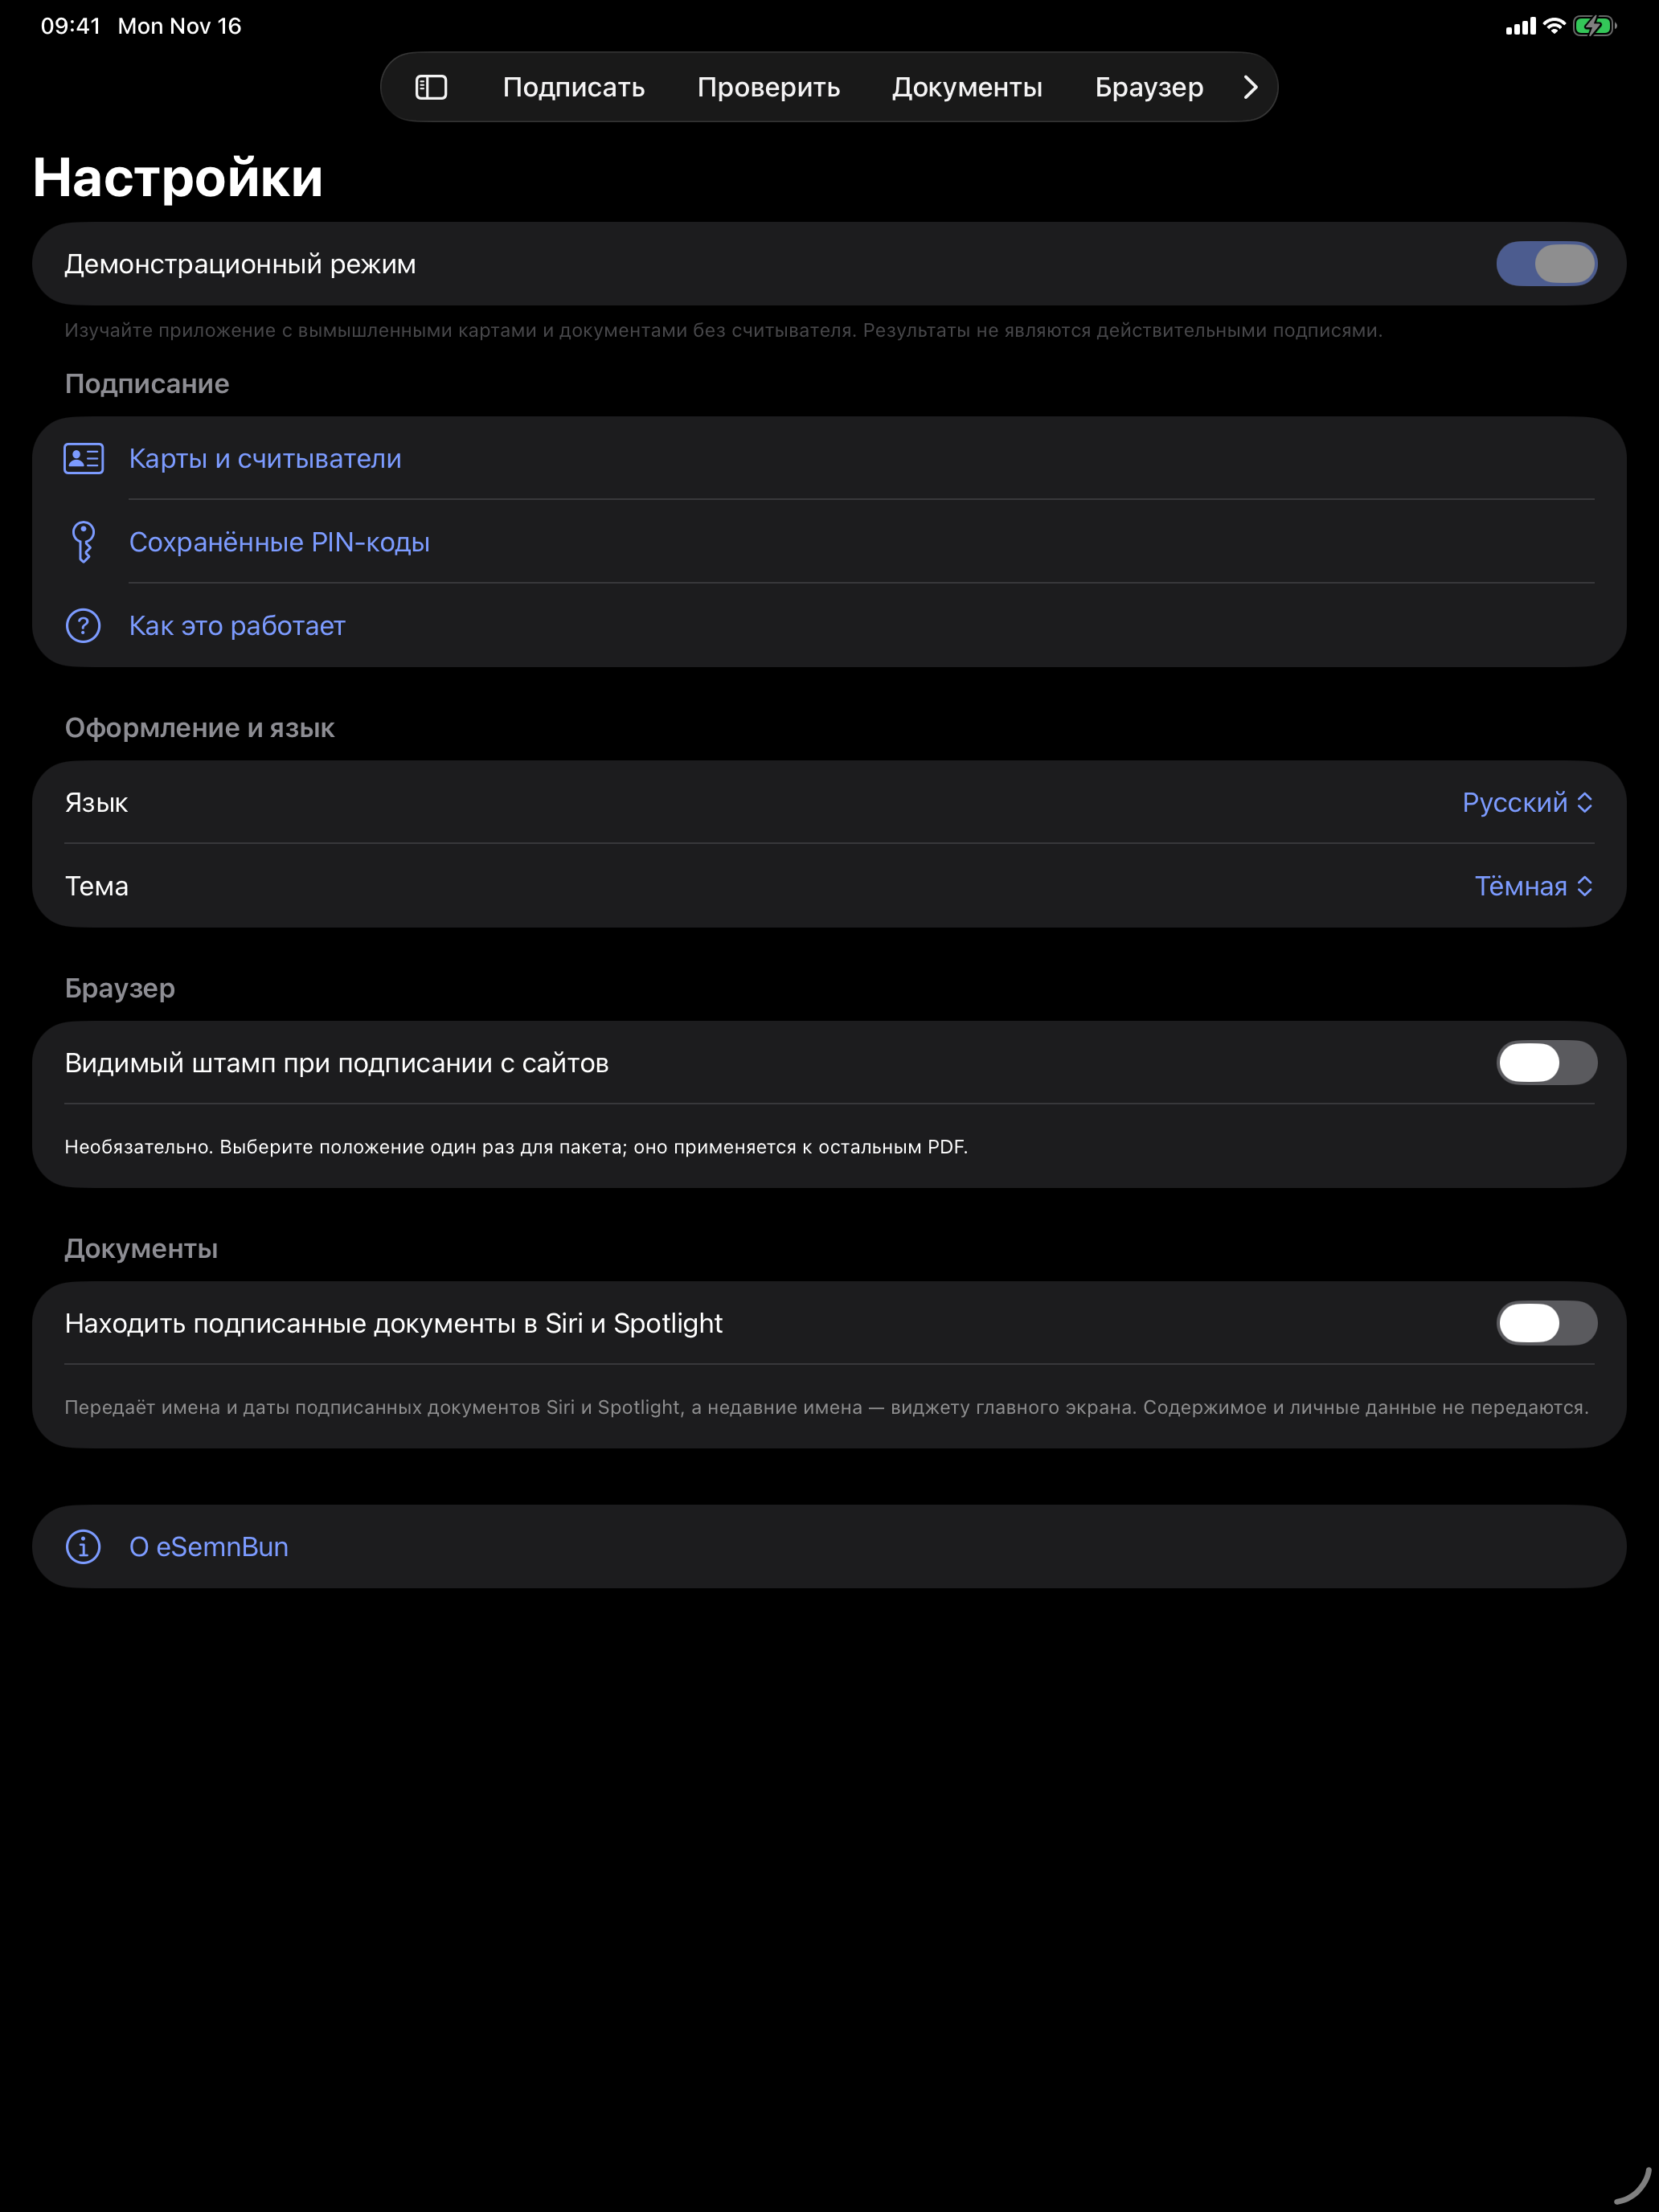 09:41 Mon Nov 16
Подписать Проверить Документы Браузер
Настройки
Демонстрационный режим
Изучайте приложение с вымышленными картами и документами без считывателя. Результаты не являются действительными подписями.
Подписание
Карты и считыватели
Сохранённые PIN-коды
Как это работает
Оформление и язык
Язык Русский
Тема Тёмная
Браузер
Видимый штамп при подписании с сайтов
Необязательно. Выберите положение один раз для пакета; оно применяется к остальным PDF.
Документы
Находить подписанные документы в Siri и Spotlight
Передаёт имена и даты подписанных документов Siri и Spotlight, а недавние имена — виджету главного экрана. Содержимое и личные данные не передаются.
О eSemnBun